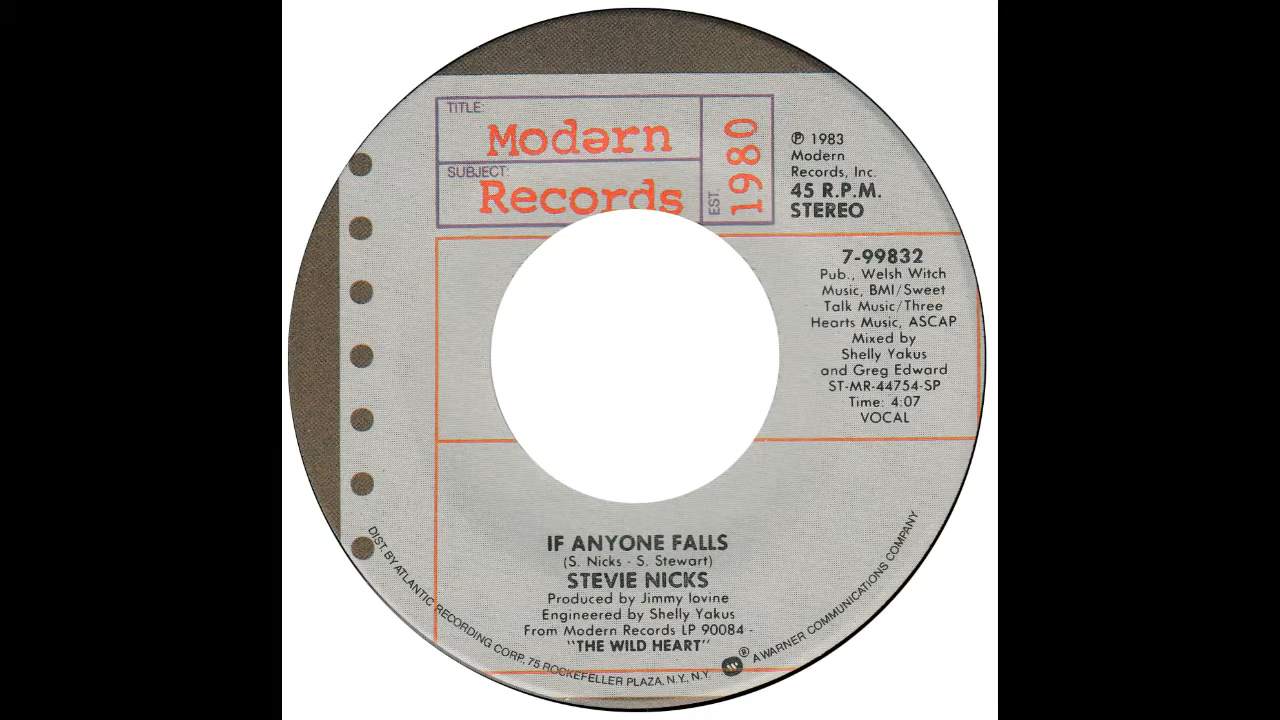 TITLE:
Modərn
SUBJECT:
Records
EST.
1980
℗ 1983
Modern
Records, Inc.
45 R.P.M.
STEREO
7-99832
Pub., Welsh Witch
Music, BMI/Sweet
Talk Music/Three
Hearts Music, ASCAP
Mixed by
Shelly Yakus
and Greg Edward
ST-MR-44754-SP
Time: 4:07
VOCAL
IF ANYONE FALLS
(S. Nicks - S. Stewart)
STEVIE NICKS
Produced by Jimmy Iovine
Engineered by Shelly Yakus
From Modern Records LP 90084 -
"THE WILD HEART"
DIST. BY ATLANTIC RECORDING CORP., 75 ROCKEFELLER PLAZA, N.Y., N.Y. ® A WARNER COMMUNICATIONS COMPANY